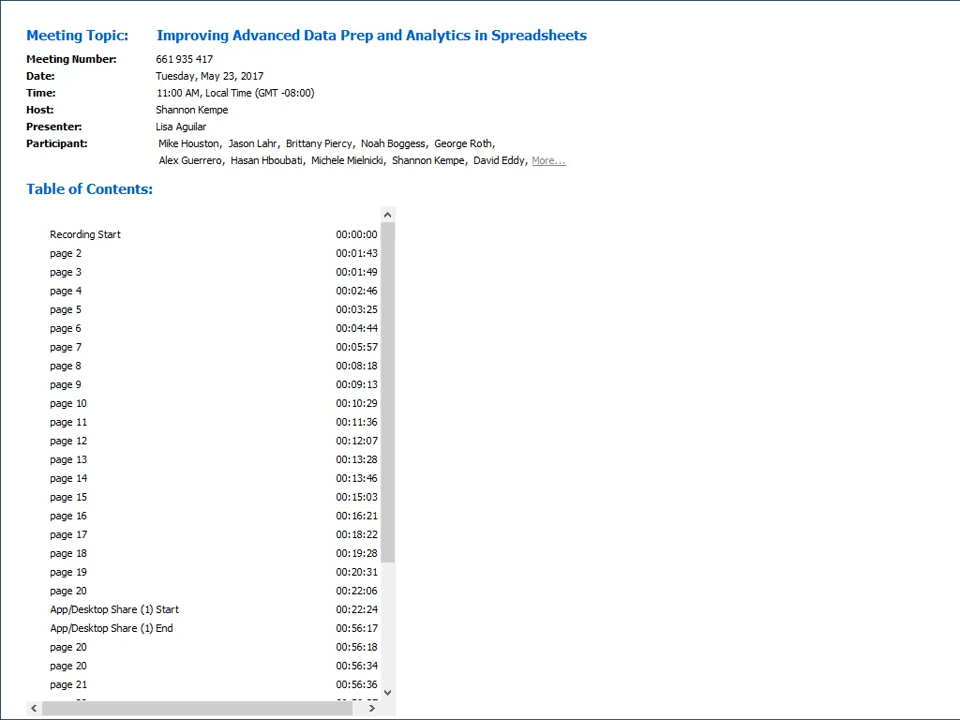 Meeting Topic: Improving Advanced Data Prep and Analytics in Spreadsheets
Meeting Number: 661 935 417
Date: Tuesday, May 23, 2017
Time: 11:00 AM, Local Time (GMT -08:00)
Host: Shannon Kempe
Presenter: Lisa Aguilar
Participant: Mike Houston, Jason Lahr, Brittany Piercy, Noah Boggess, George Roth,
Alex Guerrero, Hasan Hboubati, Michele Mielnicki, Shannon Kempe, David Eddy, More...
Table of Contents:
Recording Start 00:00:00
page 2 00:01:43
page 3 00:01:49
page 4 00:02:46
page 5 00:03:25
page 6 00:04:44
page 7 00:05:57
page 8 00:08:18
page 9 00:09:13
page 10 00:10:29
page 11 00:11:36
page 12 00:12:07
page 13 00:13:28
page 14 00:13:46
page 15 00:15:03
page 16 00:16:21
page 17 00:18:22
page 18 00:19:28
page 19 00:20:31
page 20 00:22:06
App/Desktop Share (1) Start 00:22:24
App/Desktop Share (1) End 00:56:17
page 20 00:56:18
page 20 00:56:34
page 21 00:56:36